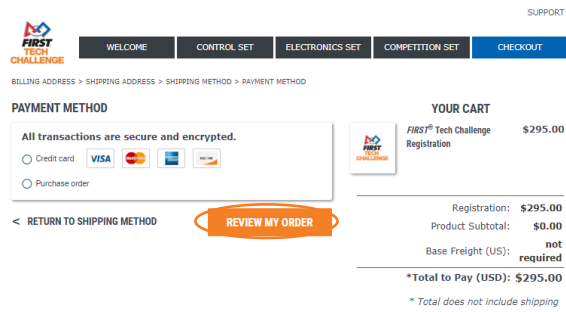 SUPPORT
FIRST
TECH
CHALLENGE
WELCOME
CONTROL SET
ELECTRONICS SET
COMPETITION SET
CHECKOUT
BILLING ADDRESS > SHIPPING ADDRESS > SHIPPING METHOD > PAYMENT METHOD
PAYMENT METHOD
All transactions are secure and encrypted.
Credit card VISA
Purchase order
< RETURN TO SHIPPING METHOD
REVIEW MY ORDER
YOUR CART
FIRST
TECH
CHALLENGE
FIRST® Tech Challenge $295.00
Registration
Registration: $295.00
Product Subtotal: $0.00
Base Freight (US): not
required
*Total to Pay (USD): $295.00
* Total does not include shipping